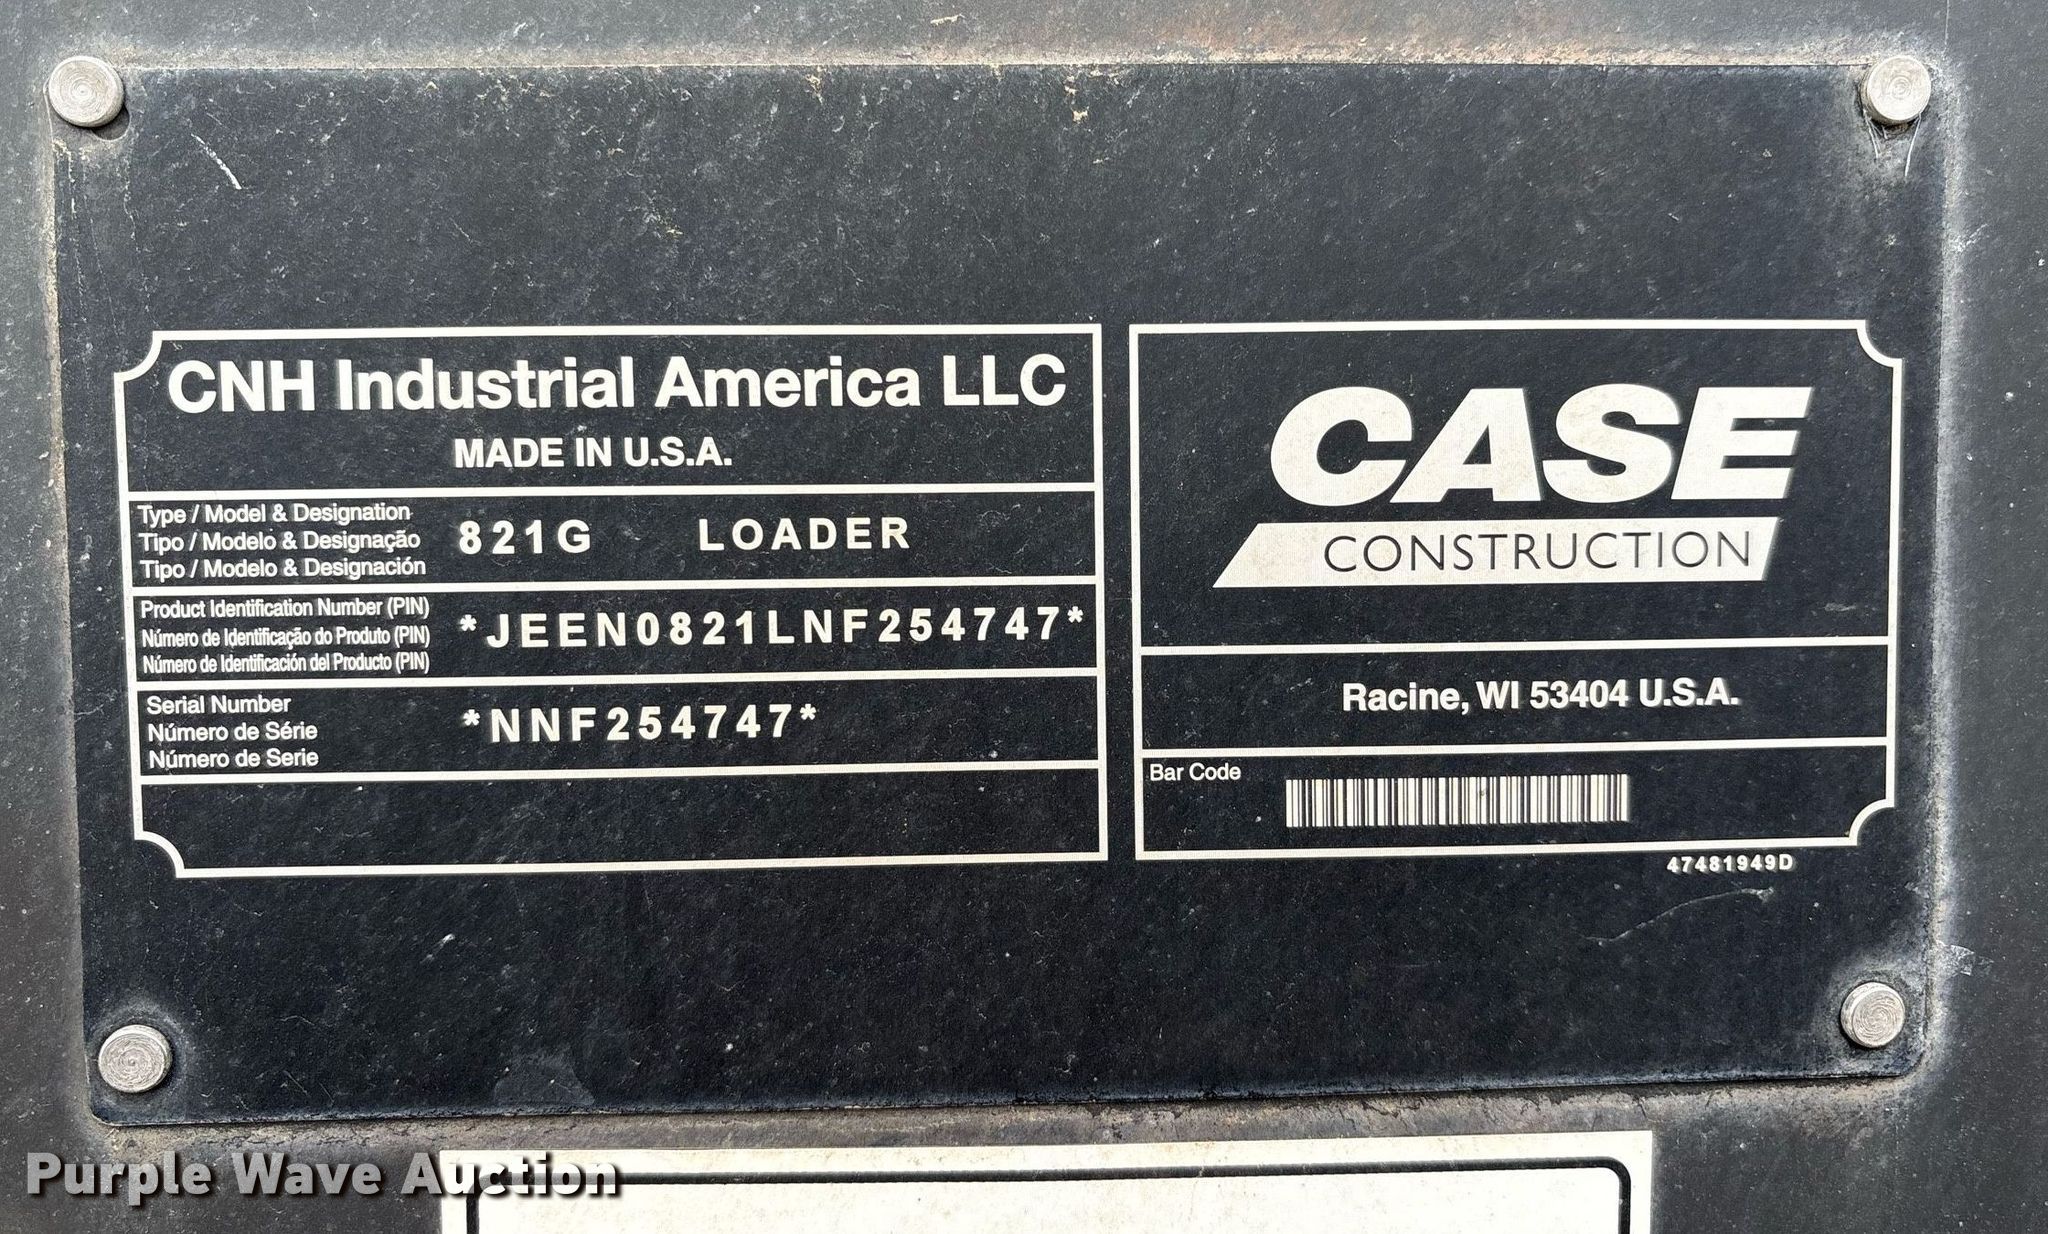 CNH Industrial America LLC
MADE IN U.S.A.
Type / Model & Designation
Tipo / Modelo & Designação
Tipo / Modelo & Designación
821G LOADER
Product Identification Number (PIN)
Número de Identificação do Produto (PIN)
Número de Identificación del Producto (PIN)
*JEEN0821LNF254747*
Serial Number
Número de Série
Número de Serie
*NNF254747*
CASE
CONSTRUCTION
Racine, WI 53404 U.S.A.
Bar Code
47481949D
Purple Wave Auction